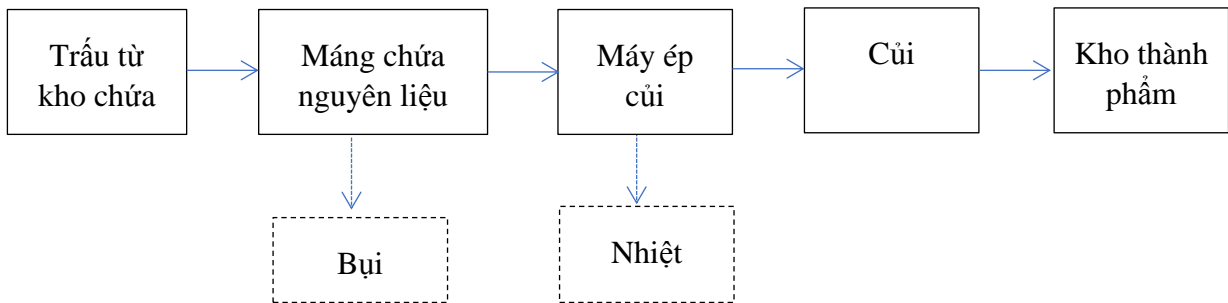 Trấu từ
kho chứa
Máng chứa
nguyên liệu
Máy ép
củi
Củi
Kho thành
phẩm
Bụi
Nhiệt